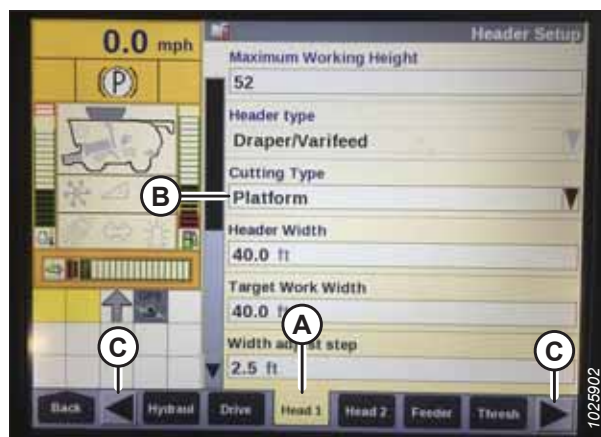 0.0 mph
Header Setup
Maximum Working Height
52
(P)
Header type
Draper/Varifeed
Cutting Type
B
Platform
Header Width
40.0 ft
Target Work Width
40.0 ft
A
Width adjust step
C
C
2.5 ft
Back
Hydraul
Drive
Head 1
Head 2
Feeder
Thresh
1025902